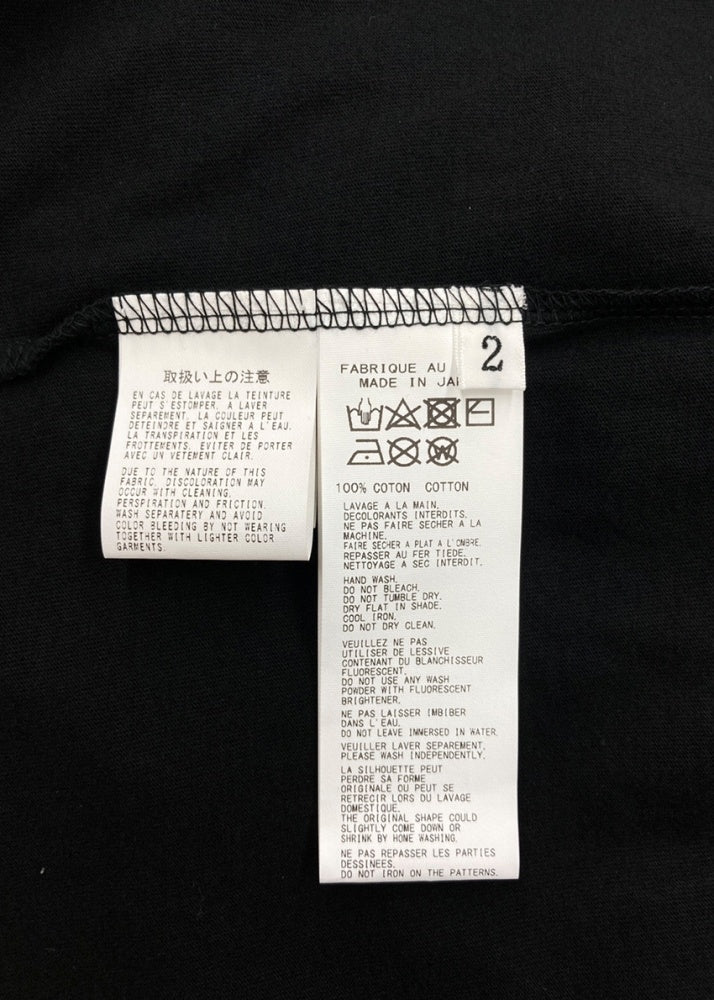 取扱い上の注意
EN CAS DE LAVAGE LA TEINTURE
PEUT S'ESTOMPER. A LAVER
SEPAREMENT. LA COULEUR PEUT
DETEINDRE ET SAIGNER A L'EAU.
LA TRANSPIRATION ET LES
FROTTEMENTS. EVITER DE PORTER
AVEC UN VETEMENT CLAIR.
DUE TO THE NATURE OF THIS
FABRIC. DISCOLORATION MAY
OCCUR WITH CLEANING,
PERSPIRATION AND FRICTION.
WASH SEPARATERY AND AVOID
COLOR BLEEDING BY NOT WEARING
TOGETHER WITH LIGHTER COLOR
GARMENTS.
2
FABRIQUE AU
MADE IN
100% COTON COTTON
LAVAGE A LA MAIN.
DECOLORANTS INTERDITS.
NE PAS FAIRE SECHER A LA
MACHINE.
FAIRE SECHER A PLAT A L'OMBRE.
REPASSER AU FER TIEDE.
NETTOYAGE A SEC INTERDIT.
HAND WASH.
DO NOT BLEACH.
DO NOT TUMBLE DRY.
DRY FLAT IN SHADE.
COOL IRON.
DO NOT DRY CLEAN.
VEUILLEZ NE PAS
UTILISER DE LESSIVE
CONTENANT DU BLANCHISSEUR
FLUORESCENT.
DO NOT USE ANY WASH
POWDER WITH FLUORESCENT
BRIGHTENER.
NE PAS LAISSER IMBIBER
DANS L'EAU.
DO NOT LEAVE IMMERSED IN WATER.
VEUILLER LAVER SEPAREMENT.
PLEASE WASH INDEPENDENLY.
LA SILHOUETTE PEUT
PERDRE SA FORME
ORIGINALE OU PEUT SE
RETRECIR LORS DU LAVAGE
DOMESTIQUE.
THE ORIGINAL SHAPE COULD
SLIGHTLY COME DOWN OR
SHRINK BY HOME WASHING.
NE PAS REPASSER LES PARTIES
DESSINEES.
DO NOT IRON ON THE PATTERNS.